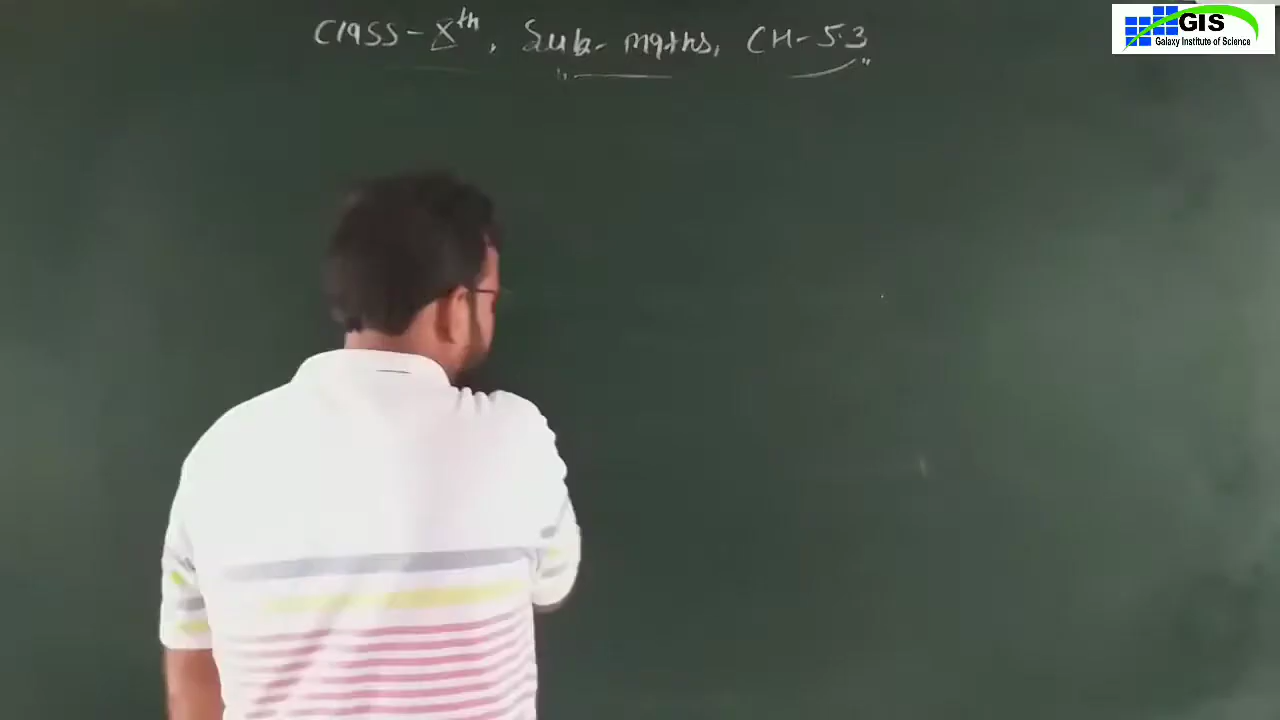 Class-Xth, Sub- maths, CH-5.3
GIS
Galaxy Institute of Science